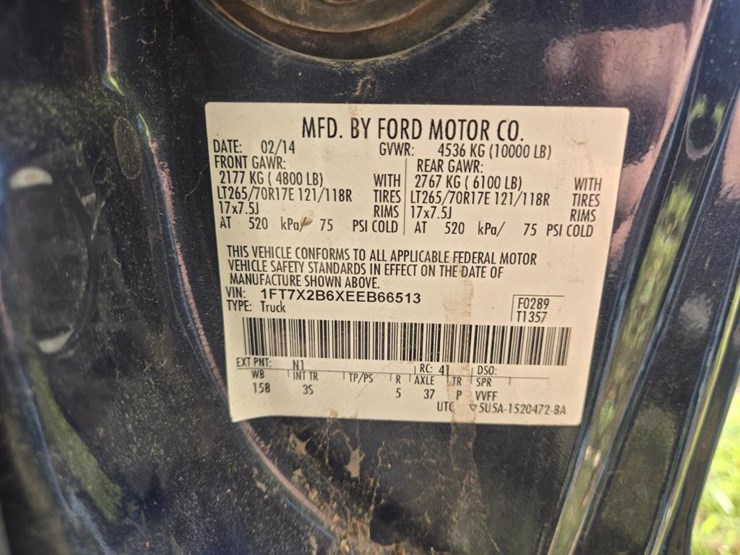 MFD. BY FORD MOTOR CO.
DATE: 02/14 GVWR: 4536 KG (10000 LB)
FRONT GAWR: REAR GAWR:
2177 KG ( 4800 LB) WITH 2767 KG ( 6100 LB) WITH
LT265/70R17E 121/118R TIRES LT265/70R17E 121/118R TIRES
17x7.5J RIMS 17x7.5J RIMS
AT 520 kPa/ 75 PSI COLD AT 520 kPa/ 75 PSI COLD
THIS VEHICLE CONFORMS TO ALL APPLICABLE FEDERAL MOTOR
VEHICLE SAFETY STANDARDS IN EFFECT ON THE DATE OF
MANUFACTURE SHOWN ABOVE.
VIN: 1FT7X2B6XEEB66513 F0289
TYPE: Truck T1357
EXT PNT: N1 RC: 41 DSO:
WB INT TR TP/PS R AXLE TR SPR
158 3S 5 37 P VVFF
UTC ▽5U5A-1520472-BA